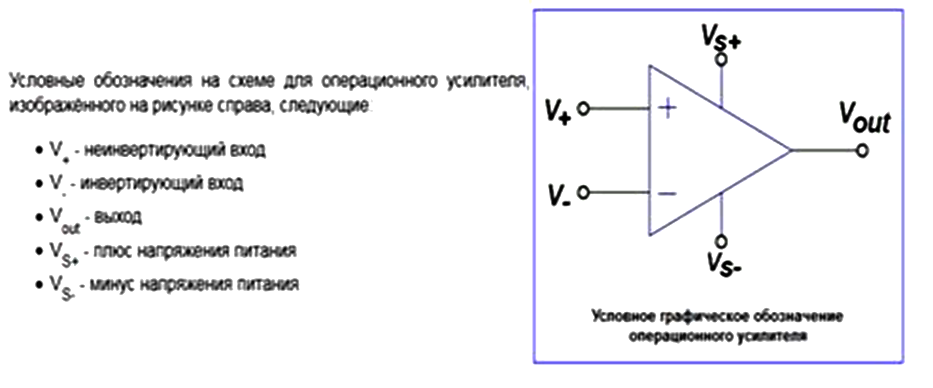 Условные обозначения на схеме для операционного усилителя,
изображённого на рисунке справа, следующие:
• V+ - неинвертирующий вход
• V- - инвертирующий вход
• Vout - выход
• VS+ - плюс напряжения питания
• VS- - минус напряжения питания
VS+
V+
+
Vout
V-
−
VS-
Условное графическое обозначение
операционного усилителя